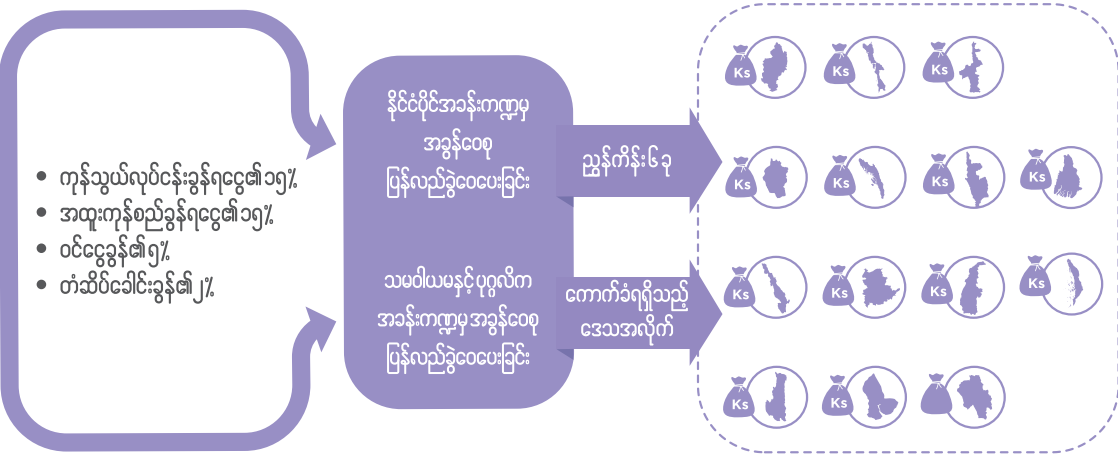 • ကုန်သွယ်လုပ်ငန်းခွန်ရငွေ၏၁၅%
• အထူးကုန်စည်ခွန်ရငွေ၏၁၅%
• ဝင်ငွေခွန်၏၅%
• တံဆိပ်ခေါင်းခွန်၏၂%
နိုင်ငံပိုင်အခန်းကဏ္ဍမှ
အခွန်ဝေစု
ပြန်လည်ခွဲဝေပေးခြင်း
သမဝါယမနှင့်ပုဂ္ဂလိက
အခန်းကဏ္ဍမှအခွန်ဝေစု
ပြန်လည်ခွဲဝေပေးခြင်း
ညွှန်ကိန်း၆ခု
ကောက်ခံရရှိသည့်
ဒေသအလိုက်
Ks Ks Ks
Ks Ks Ks Ks
Ks Ks Ks Ks
Ks Ks